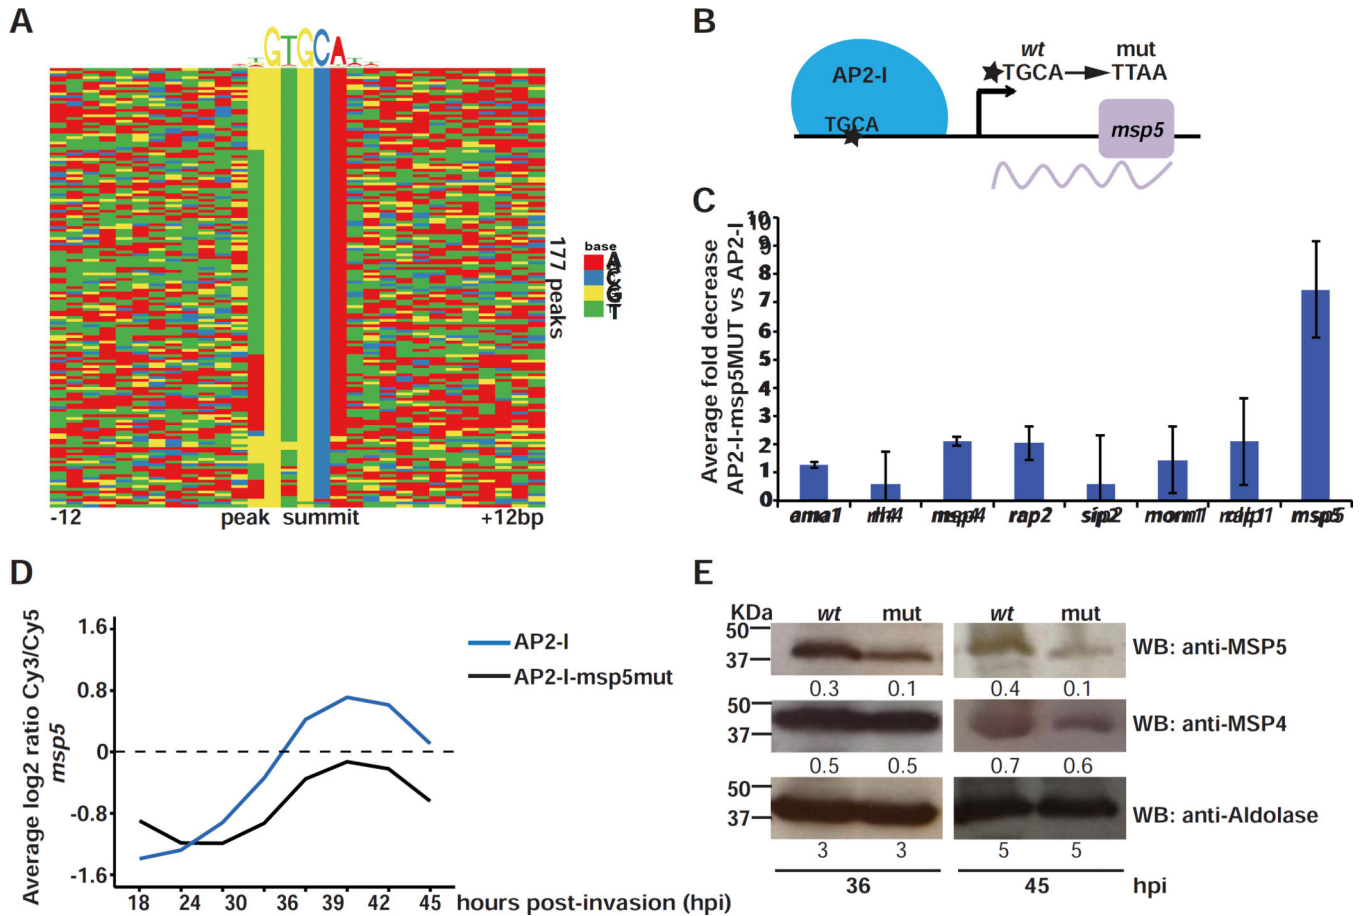 A
GTGCA
base
A
C
G
T
177 peaks
-12 peak summit +12bp
B
AP2-I
TGCA
wt mut
TGCA TTAA
msp5
C
Average fold decrease
AP2-I-msp5MUT vs AP2-I
10
9
8
7
6
5
4
3
2
1
0
ama1 rh4 msp4 rap2 sip2 morn1 ralp1 msp5
D
Average log2 ratio Cy3/Cy5
msp5
1.6
0.8
0
-0.8
-1.6
18 24 30 36 39 42 45 hours post-invasion (hpi)
AP2-I
AP2-I-msp5mut
E
KDa wt mut wt mut
50
37
WB: anti-MSP5
0.3 0.1 0.4 0.1
50
37
WB: anti-MSP4
0.5 0.5 0.7 0.6
50
37
WB: anti-Aldolase
3 3 5 5
36 45 hpi